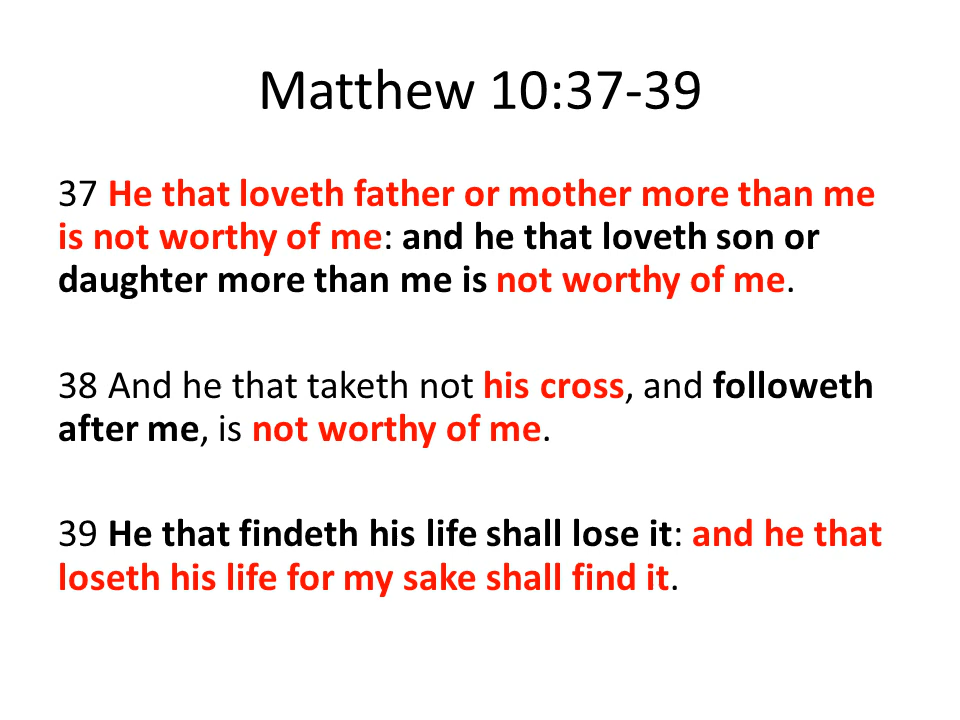 Matthew 10:37-39
37 He that loveth father or mother more than me
is not worthy of me: and he that loveth son or
daughter more than me is not worthy of me.
38 And he that taketh not his cross, and followeth
after me, is not worthy of me.
39 He that findeth his life shall lose it: and he that
loseth his life for my sake shall find it.